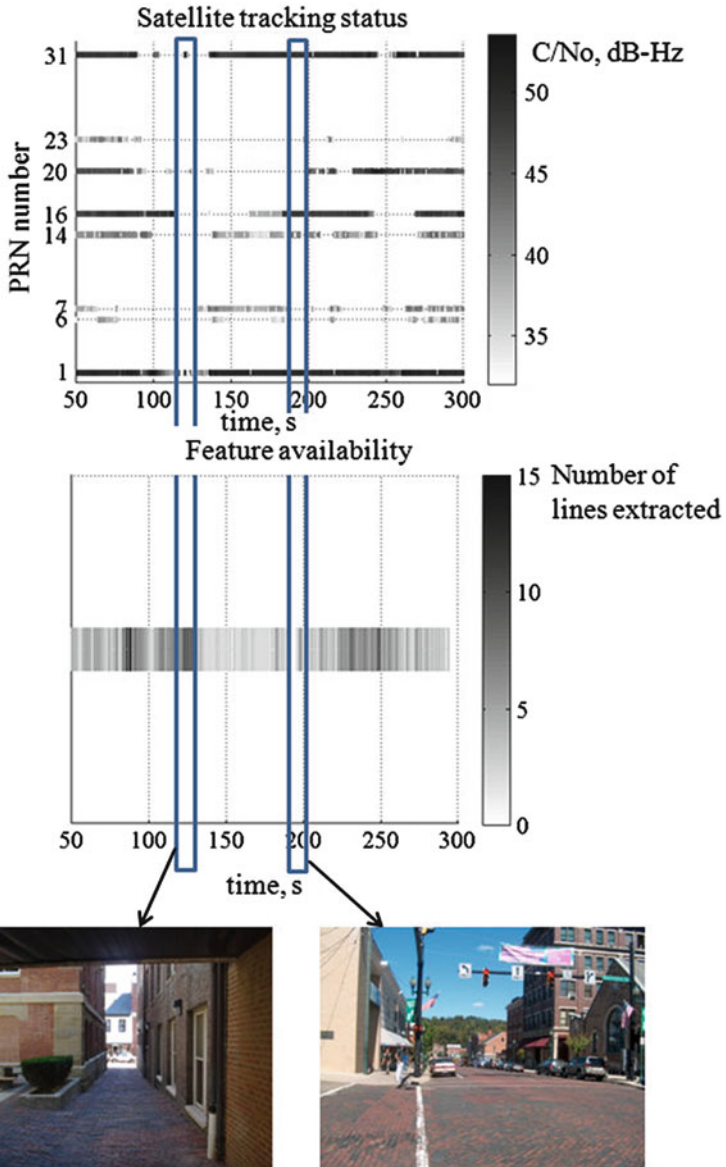 Satellite tracking status
C/No, dB-Hz
PRN number
31
23
20
16
14
7
6
1
50
45
40
35
50 100 150 200 250 300
time, s
Feature availability
Number of
lines extracted
15
10
5
0
50 100 150 200 250 300
time, s